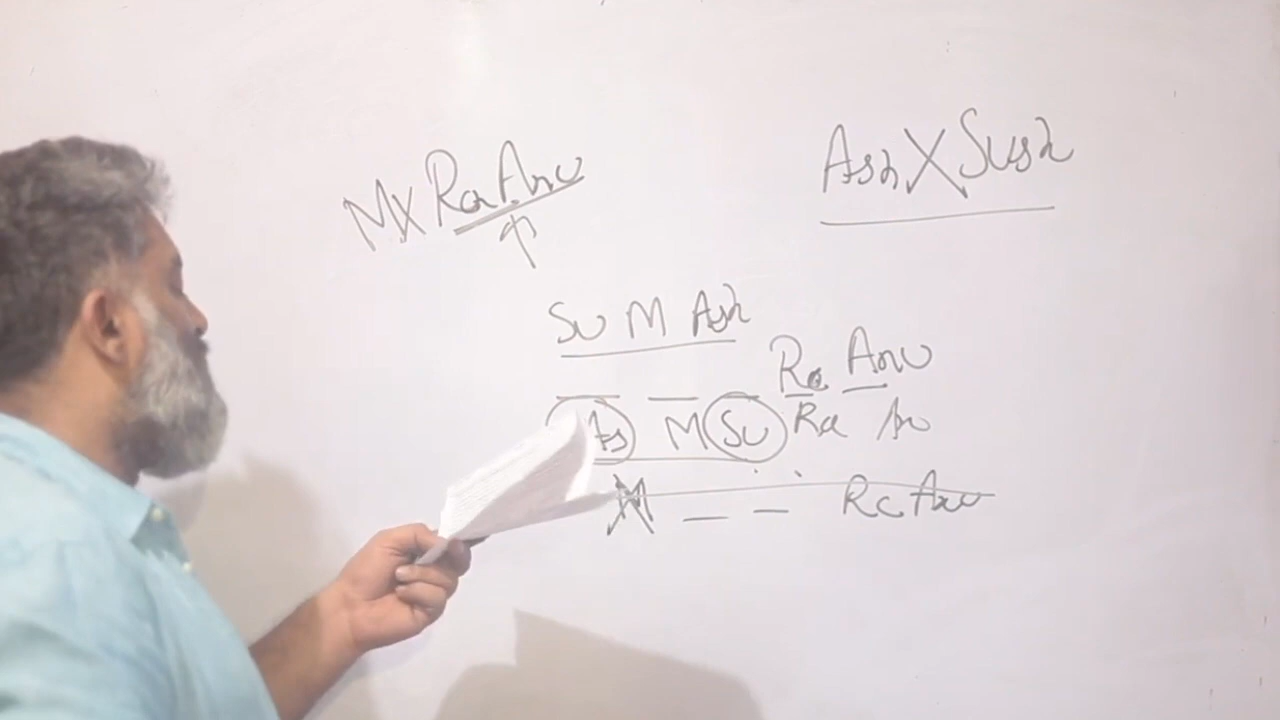 MX Ra Anu
Ash X Sush
SU M Ash
Ra Anu
As M SU Ra An
M _ _ Ra Anu